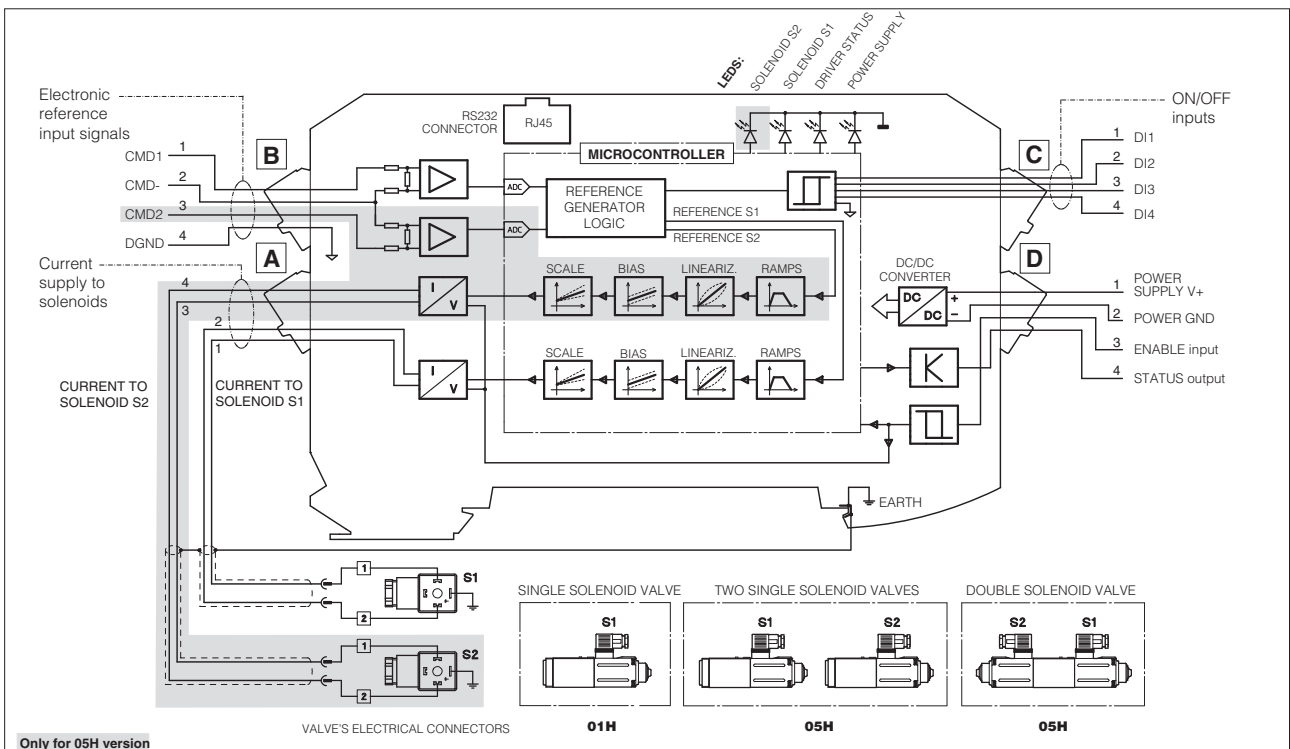 LEDS:
SOLENOID S2
SOLENOID S1
DRIVER STATUS
POWER SUPPLY
Electronic
reference
input signals
CMD1 1
CMD- 2
CMD2 3
DGND 4
B
A
RS232
CONNECTOR
RJ45
MICROCONTROLLER
ADC
ADC
REFERENCE
GENERATOR
LOGIC
REFERENCE S1
REFERENCE S2
C
ON/OFF
inputs
1 DI1
2 DI2
3 DI3
4 DI4
Current
supply to
solenoids
4
3
2
1
I
V
SCALE BIAS LINEARIZ. RAMPS
I
V
SCALE BIAS LINEARIZ. RAMPS
DC/DC
CONVERTER
DC
DC
+
−
D
1 POWER
SUPPLY V+
2 POWER GND
3 ENABLE input
4 STATUS output
K
CURRENT TO
SOLENOID S2
CURRENT TO
SOLENOID S1
EARTH
1
2
S1
1
2
S2
VALVE'S ELECTRICAL CONNECTORS
SINGLE SOLENOID VALVE
S1
01H
TWO SINGLE SOLENOID VALVES
S1 S2
05H
DOUBLE SOLENOID VALVE
S2 S1
05H
Only for 05H version